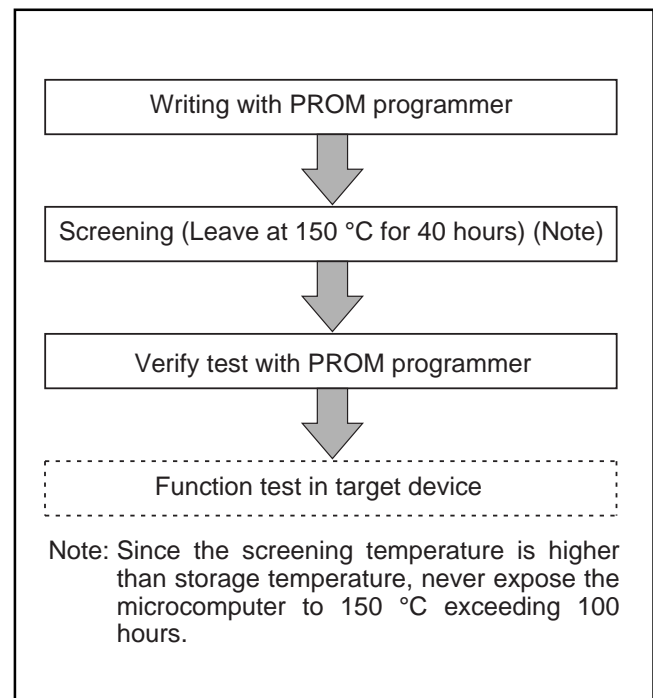 Writing with PROM programmer
Screening (Leave at 150 °C for 40 hours) (Note)
Verify test with PROM programmer
Function test in target device
Note: Since the screening temperature is higher
than storage temperature, never expose the
microcomputer to 150 °C exceeding 100
hours.